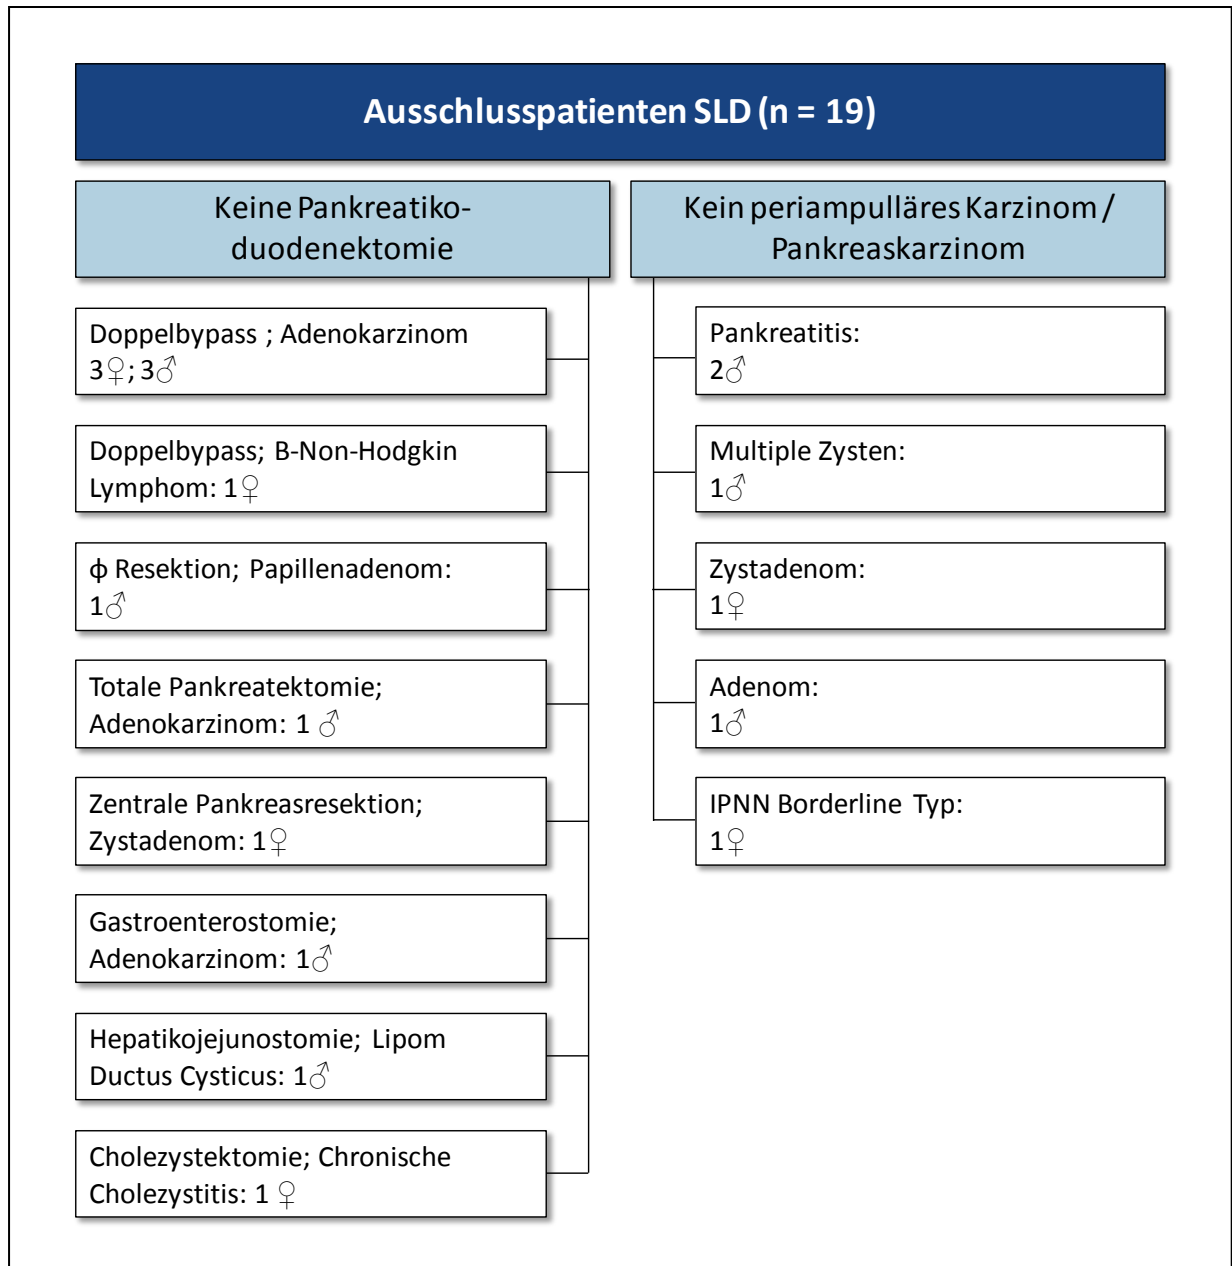 Ausschlusspatienten SLD (n = 19)
Keine Pankreatiko-
duodenektomie
Doppelbypass ; Adenokarzinom
3♀; 3♂
Doppelbypass; B-Non-Hodgkin
Lymphom: 1♀
ф Resektion; Papillenadenom:
1♂
Totale Pankreatektomie;
Adenokarzinom: 1 ♂
Zentrale Pankreasresektion;
Zystadenom: 1♀
Gastroenterostomie;
Adenokarzinom: 1♂
Hepatikojejunostomie; Lipom
Ductus Cysticus: 1♂
Cholezystektomie; Chronische
Cholezystitis: 1 ♀
Kein periampulläres Karzinom /
Pankreaskarzinom
Pankreatitis:
2♂
Multiple Zysten:
1♂
Zystadenom:
1♀
Adenom:
1♂
IPNN Borderline Typ:
1♀